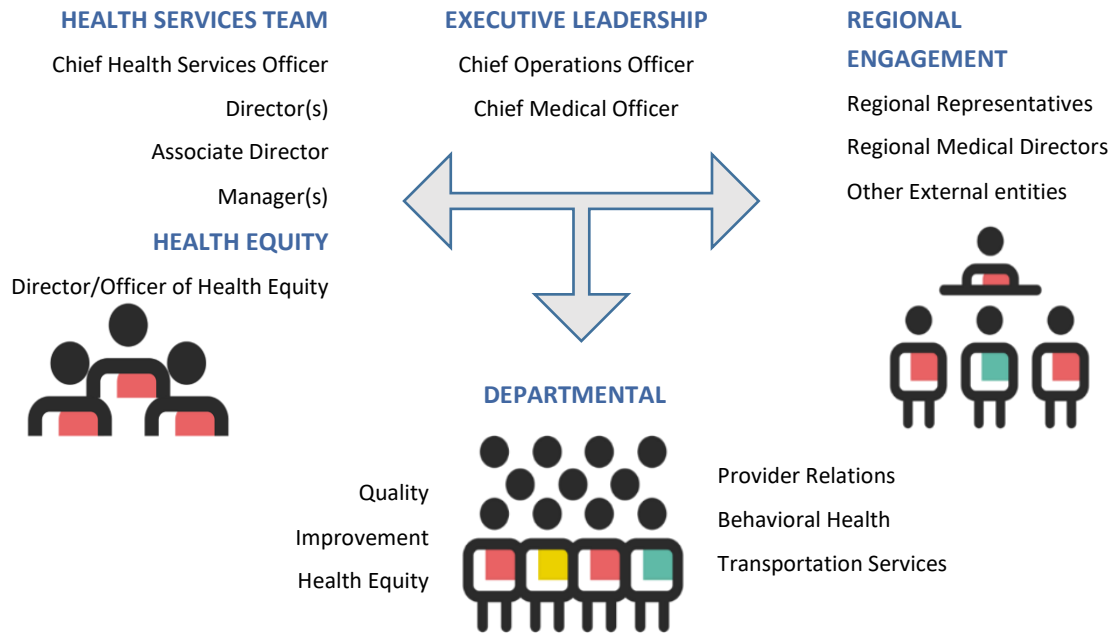 HEALTH SERVICES TEAM
Chief Health Services Officer
Director(s)
Associate Director
Manager(s)
HEALTH EQUITY
Director/Officer of Health Equity
EXECUTIVE LEADERSHIP
Chief Operations Officer
Chief Medical Officer
REGIONAL
ENGAGEMENT
Regional Representatives
Regional Medical Directors
Other External entities
DEPARTMENTAL
Quality
Improvement
Health Equity
Provider Relations
Behavioral Health
Transportation Services